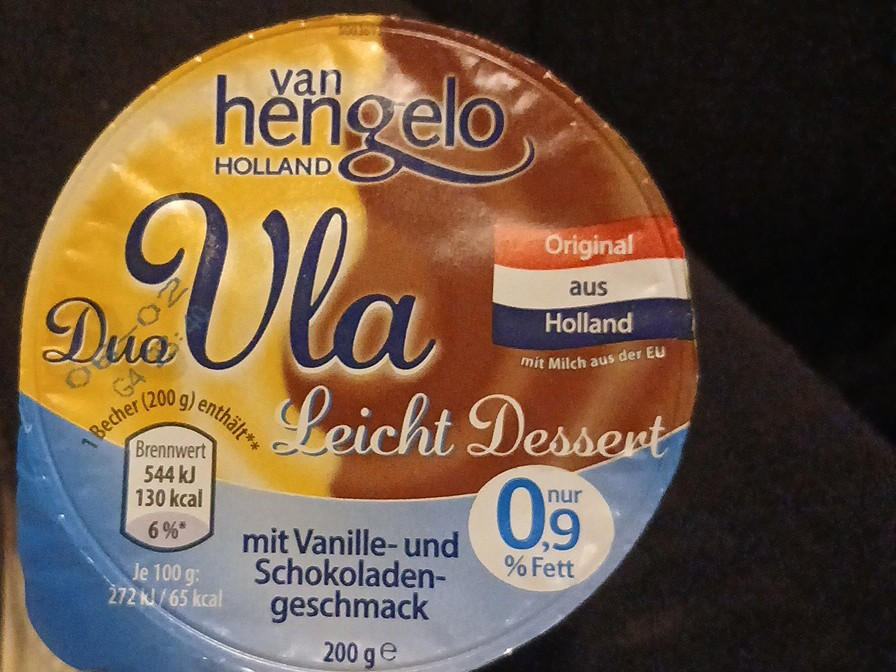 van
hengelo
HOLLAND
Duo Vla
Original
aus
Holland
mit Milch aus der EU
Leicht Dessert
1 Becher (200 g) enthält**
Brennwert
544 kJ
130 kcal
6 %*
Je 100 g:
272 kJ / 65 kcal
nur
0,9
% Fett
mit Vanille- und
Schokoladen-
geschmack
200 g e